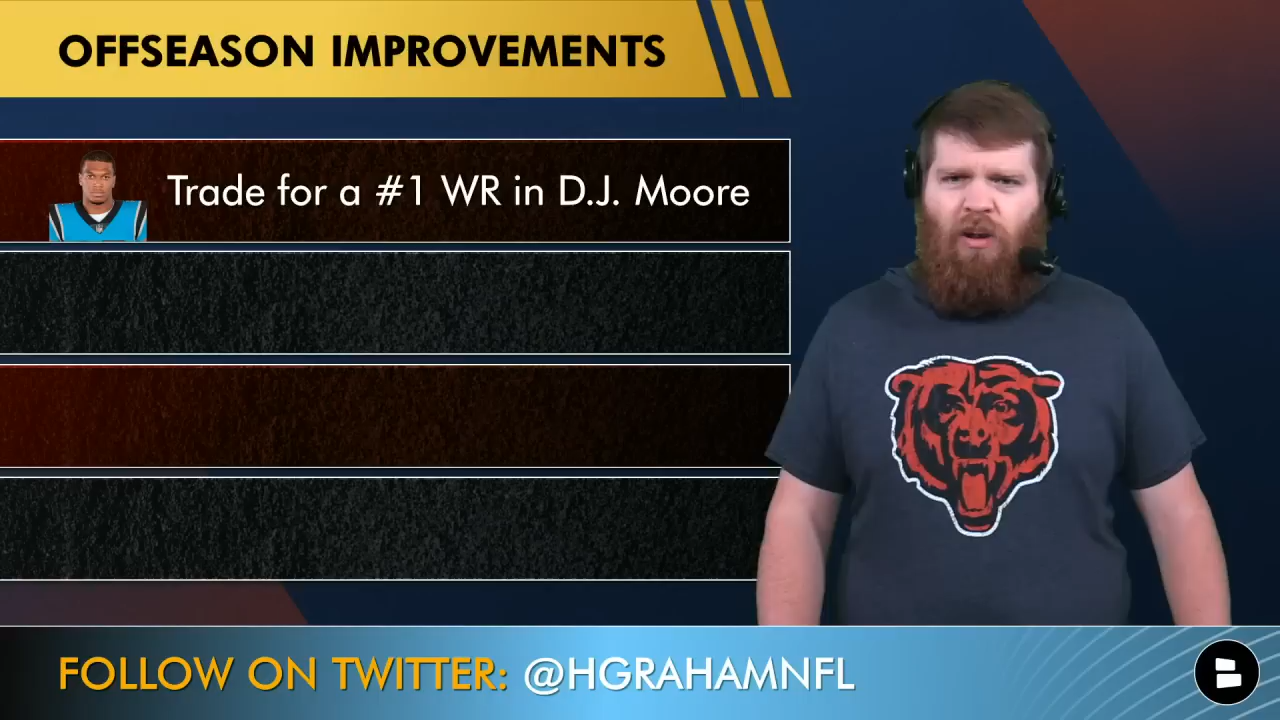 OFFSEASON IMPROVEMENTS
Trade for a #1 WR in D.J. Moore
FOLLOW ON TWITTER: @HGRAHAMNFL